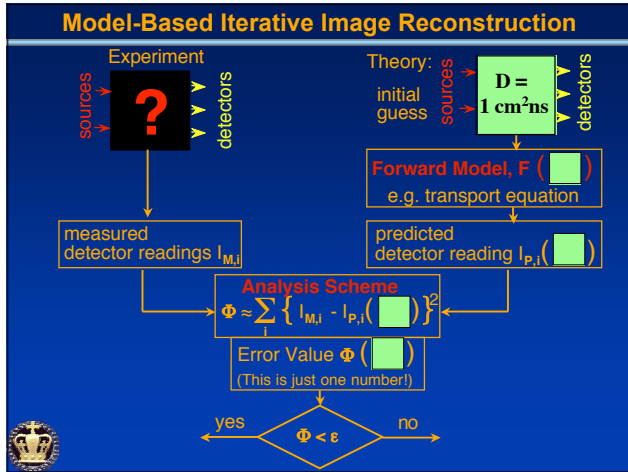 Model-Based Iterative Image Reconstruction
Experiment
sources
?
detectors
Theory:
initial
guess
sources
D =
1 cm²ns
detectors
Forward Model, F ( )
e.g. transport equation
measured
detector readings I_M,i
predicted
detector reading I_P,i ( )
Analysis Scheme
Φ ≈ ∑_i { I_M,i - I_P,i ( ) }²
Error Value Φ ( )
(This is just one number!)
yes
Φ < ε
no